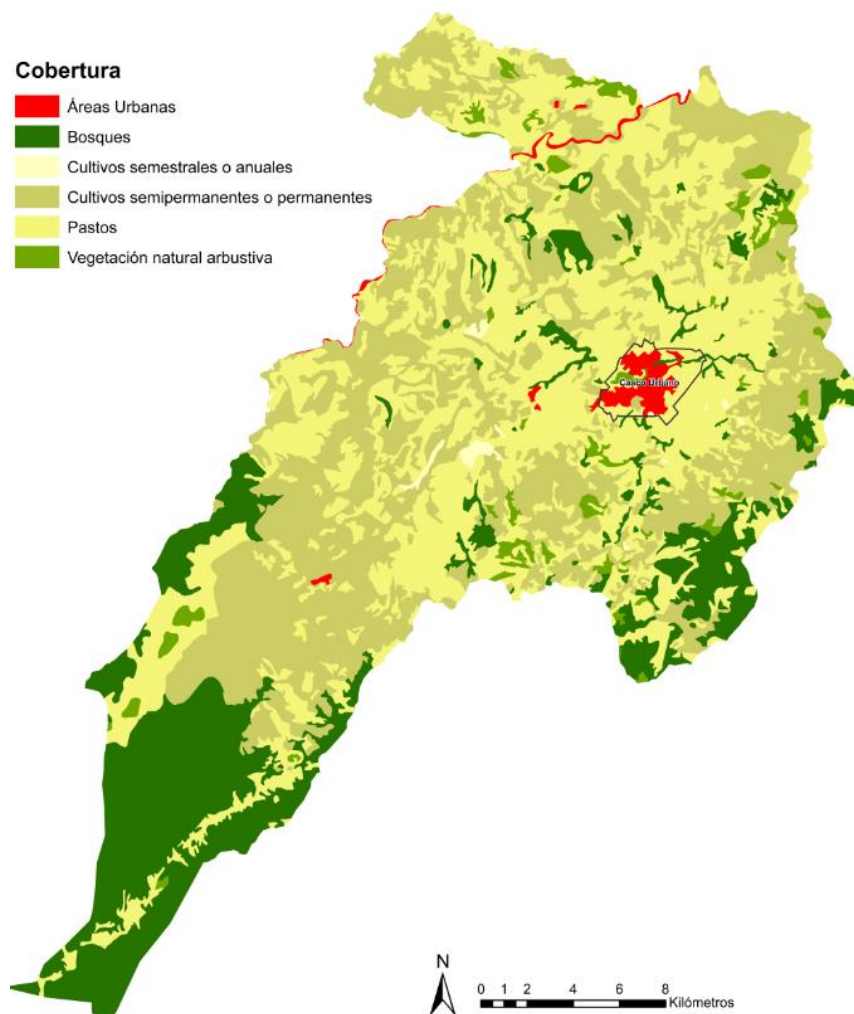 Cobertura
Áreas Urbanas
Bosques
Cultivos semestrales o anuales
Cultivos semipermanentes o permanentes
Pastos
Vegetación natural arbustiva
Casco Urbano
N
0 1 2 4 6 8
Kilómetros